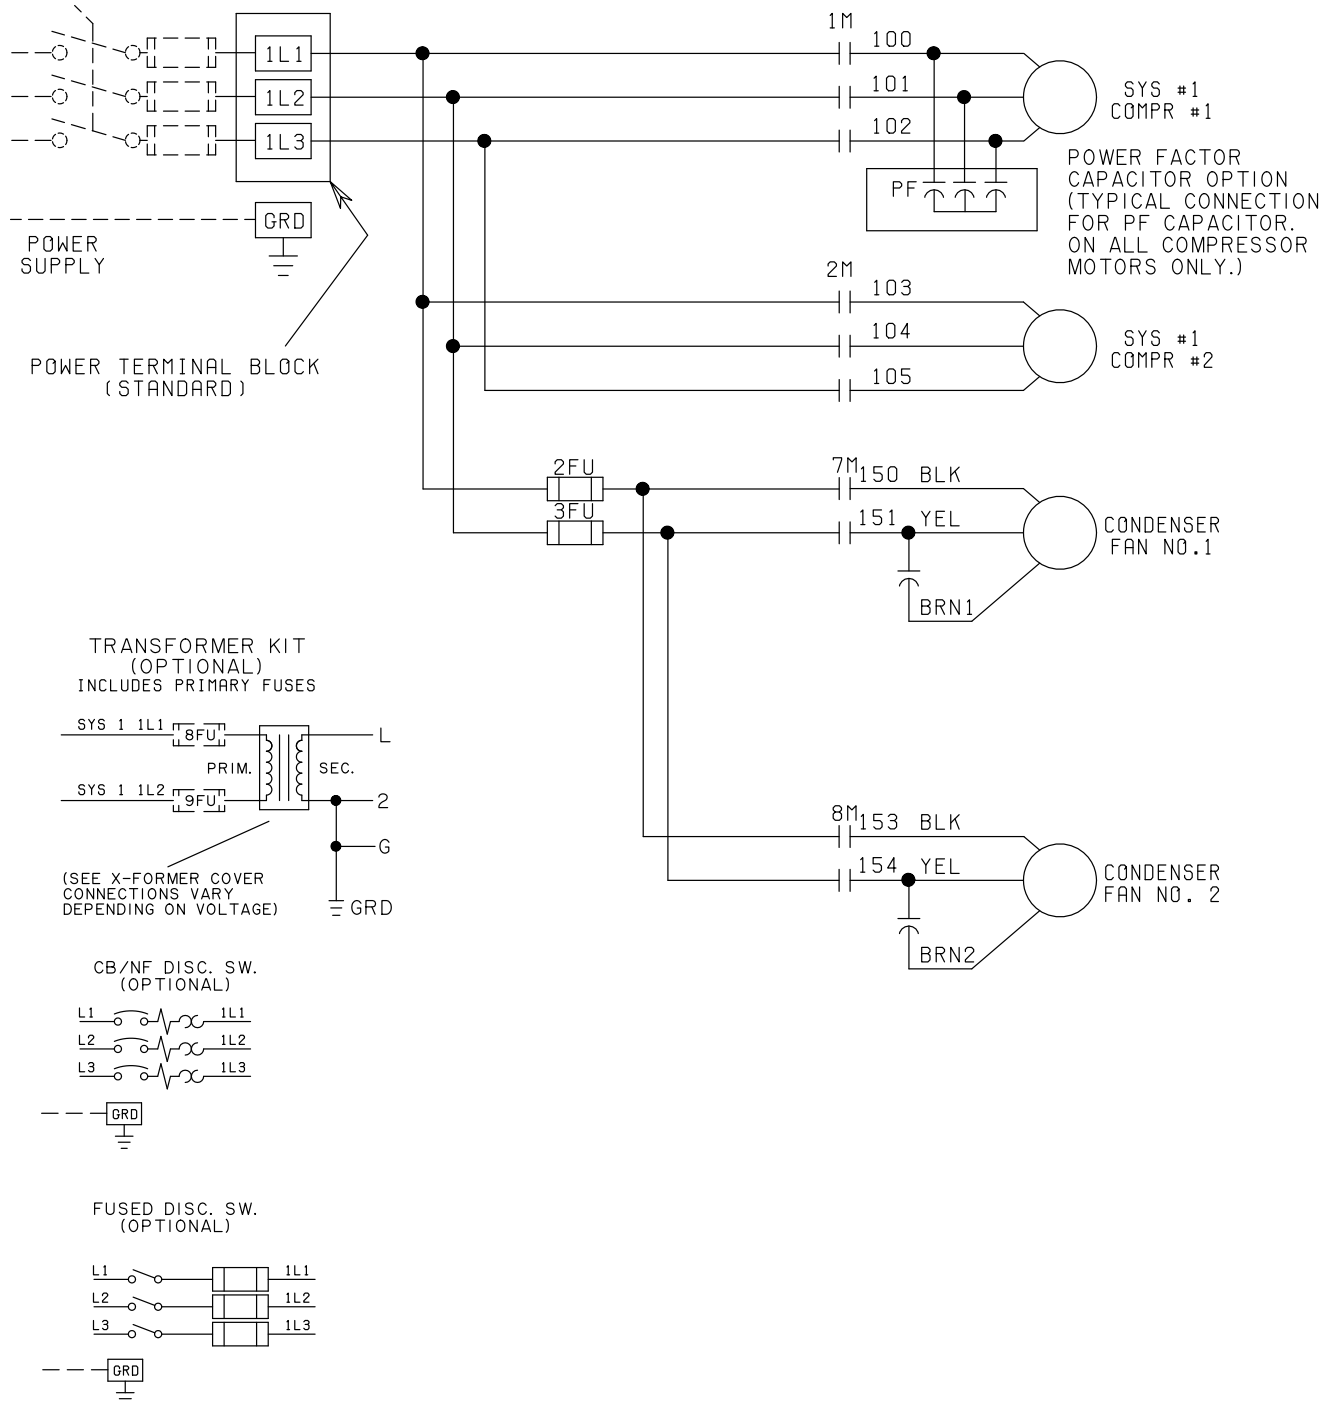 1M
100
1L1
101
1L2
SYS #1
COMPR #1
102
1L3
POWER FACTOR
CAPACITOR OPTION
(TYPICAL CONNECTION
FOR PF CAPACITOR.
ON ALL COMPRESSOR
MOTORS ONLY.)
PF
GRD
POWER
SUPPLY
2M
103
104
SYS #1
COMPR #2
105
POWER TERMINAL BLOCK
(STANDARD)
2FU
7M
150 BLK
3FU
151 YEL
CONDENSER
FAN NO.1
BRN1
TRANSFORMER KIT
(OPTIONAL)
INCLUDES PRIMARY FUSES
SYS 1 1L1
8FU
L
PRIM.
SEC.
SYS 1 1L2
9FU
2
G
(SEE X-FORMER COVER
CONNECTIONS VARY
DEPENDING ON VOLTAGE)
GRD
8M
153 BLK
154 YEL
CONDENSER
FAN NO. 2
BRN2
CB/NF DISC. SW.
(OPTIONAL)
L1 1L1
L2 1L2
L3 1L3
GRD
FUSED DISC. SW.
(OPTIONAL)
L1 1L1
L2 1L2
L3 1L3
GRD